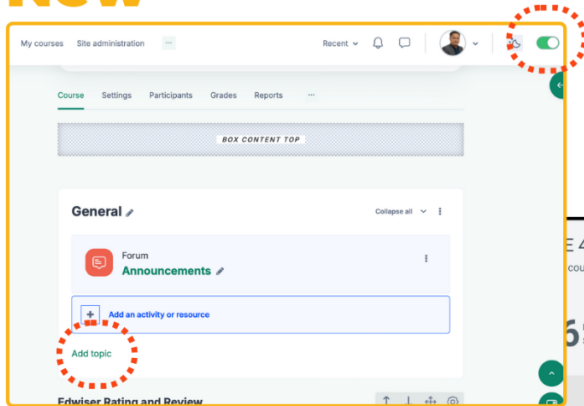 New
My courses Site administration ... Recent
Course Settings Participants Grades Reports ...
BOX CONTENT TOP
General Collapse all
Forum
Announcements
Add an activity or resource
Add topic
Edwiser Rating and Review